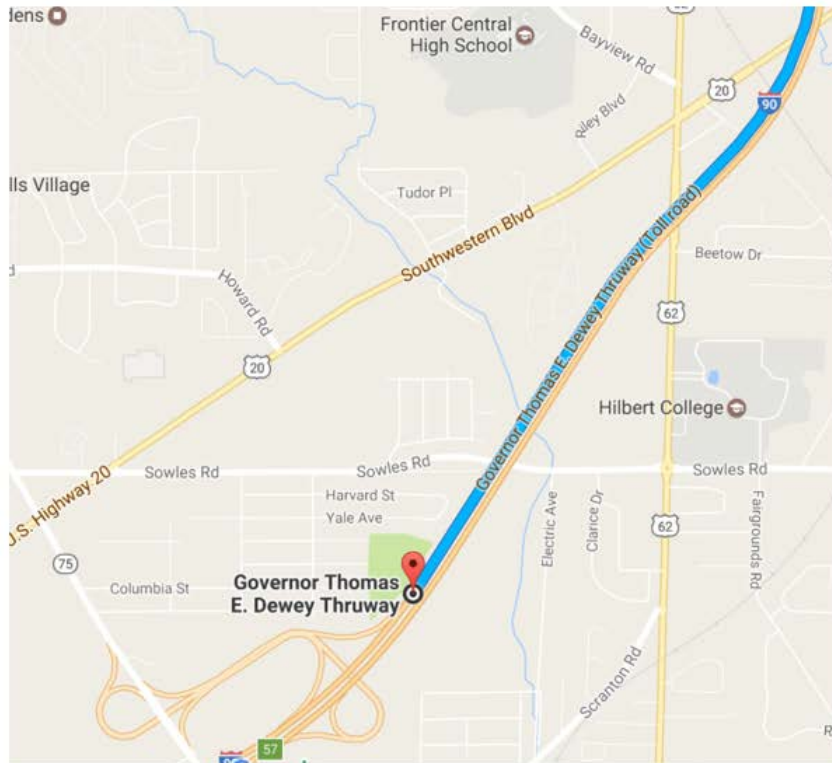 dens
Frontier Central
High School
62
Bayview Rd
20
90
Riley Blvd
lls Village
Tudor Pl
Southwestern Blvd
Governor Thomas E. Dewey Thruway (Toll road)
Beetow Dr
Howard Rd
62
20
Hilbert College
Sowles Rd
Sowles Rd
Sowles Rd
U.S. Highway 20
Harvard St
Yale Ave
Electric Ave
Clarice Dr
62
Fairgrounds Rd
75
Columbia St
Governor Thomas
E. Dewey Thruway
Scranton Rd
57
R